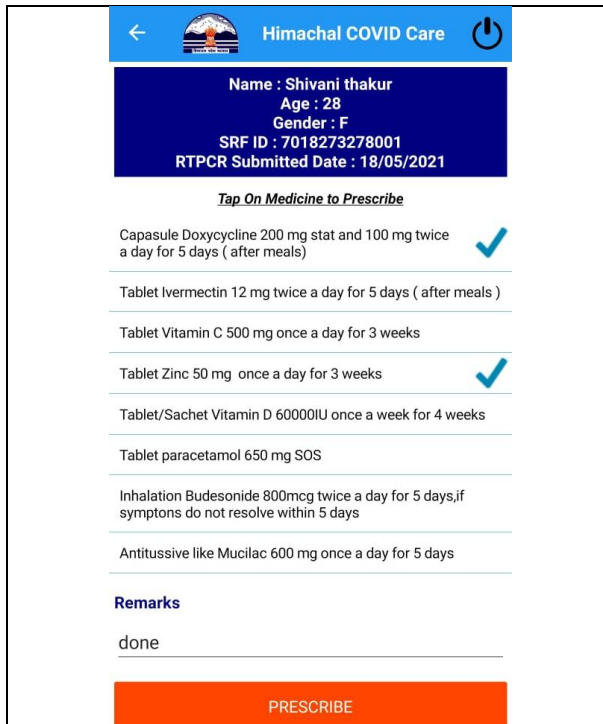 Himachal COVID Care
Name : Shivani thakur
Age : 28
Gender : F
SRF ID : 7018273278001
RTPCR Submitted Date : 18/05/2021
Tap On Medicine to Prescribe
Capasule Doxycycline 200 mg stat and 100 mg twice
a day for 5 days ( after meals)
Tablet Ivermectin 12 mg twice a day for 5 days ( after meals )
Tablet Vitamin C 500 mg once a day for 3 weeks
Tablet Zinc 50 mg  once a day for 3 weeks
Tablet/Sachet Vitamin D 60000IU once a week for 4 weeks
Tablet paracetamol 650 mg SOS
Inhalation Budesonide 800mcg twice a day for 5 days,if
symptons do not resolve within 5 days
Antitussive like Mucilac 600 mg once a day for 5 days
Remarks
done
PRESCRIBE